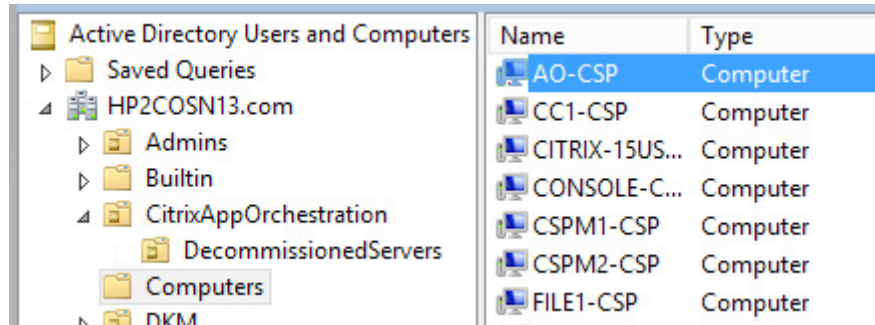 Active Directory Users and Computers
Saved Queries
HP2COSN13.com
Admins
Builtin
CitrixAppOrchestration
DecommissionedServers
Computers
DKM
Name Type
AO-CSP Computer
CC1-CSP Computer
CITRIX-15US... Computer
CONSOLE-C... Computer
CSPM1-CSP Computer
CSPM2-CSP Computer
FILE1-CSP Computer